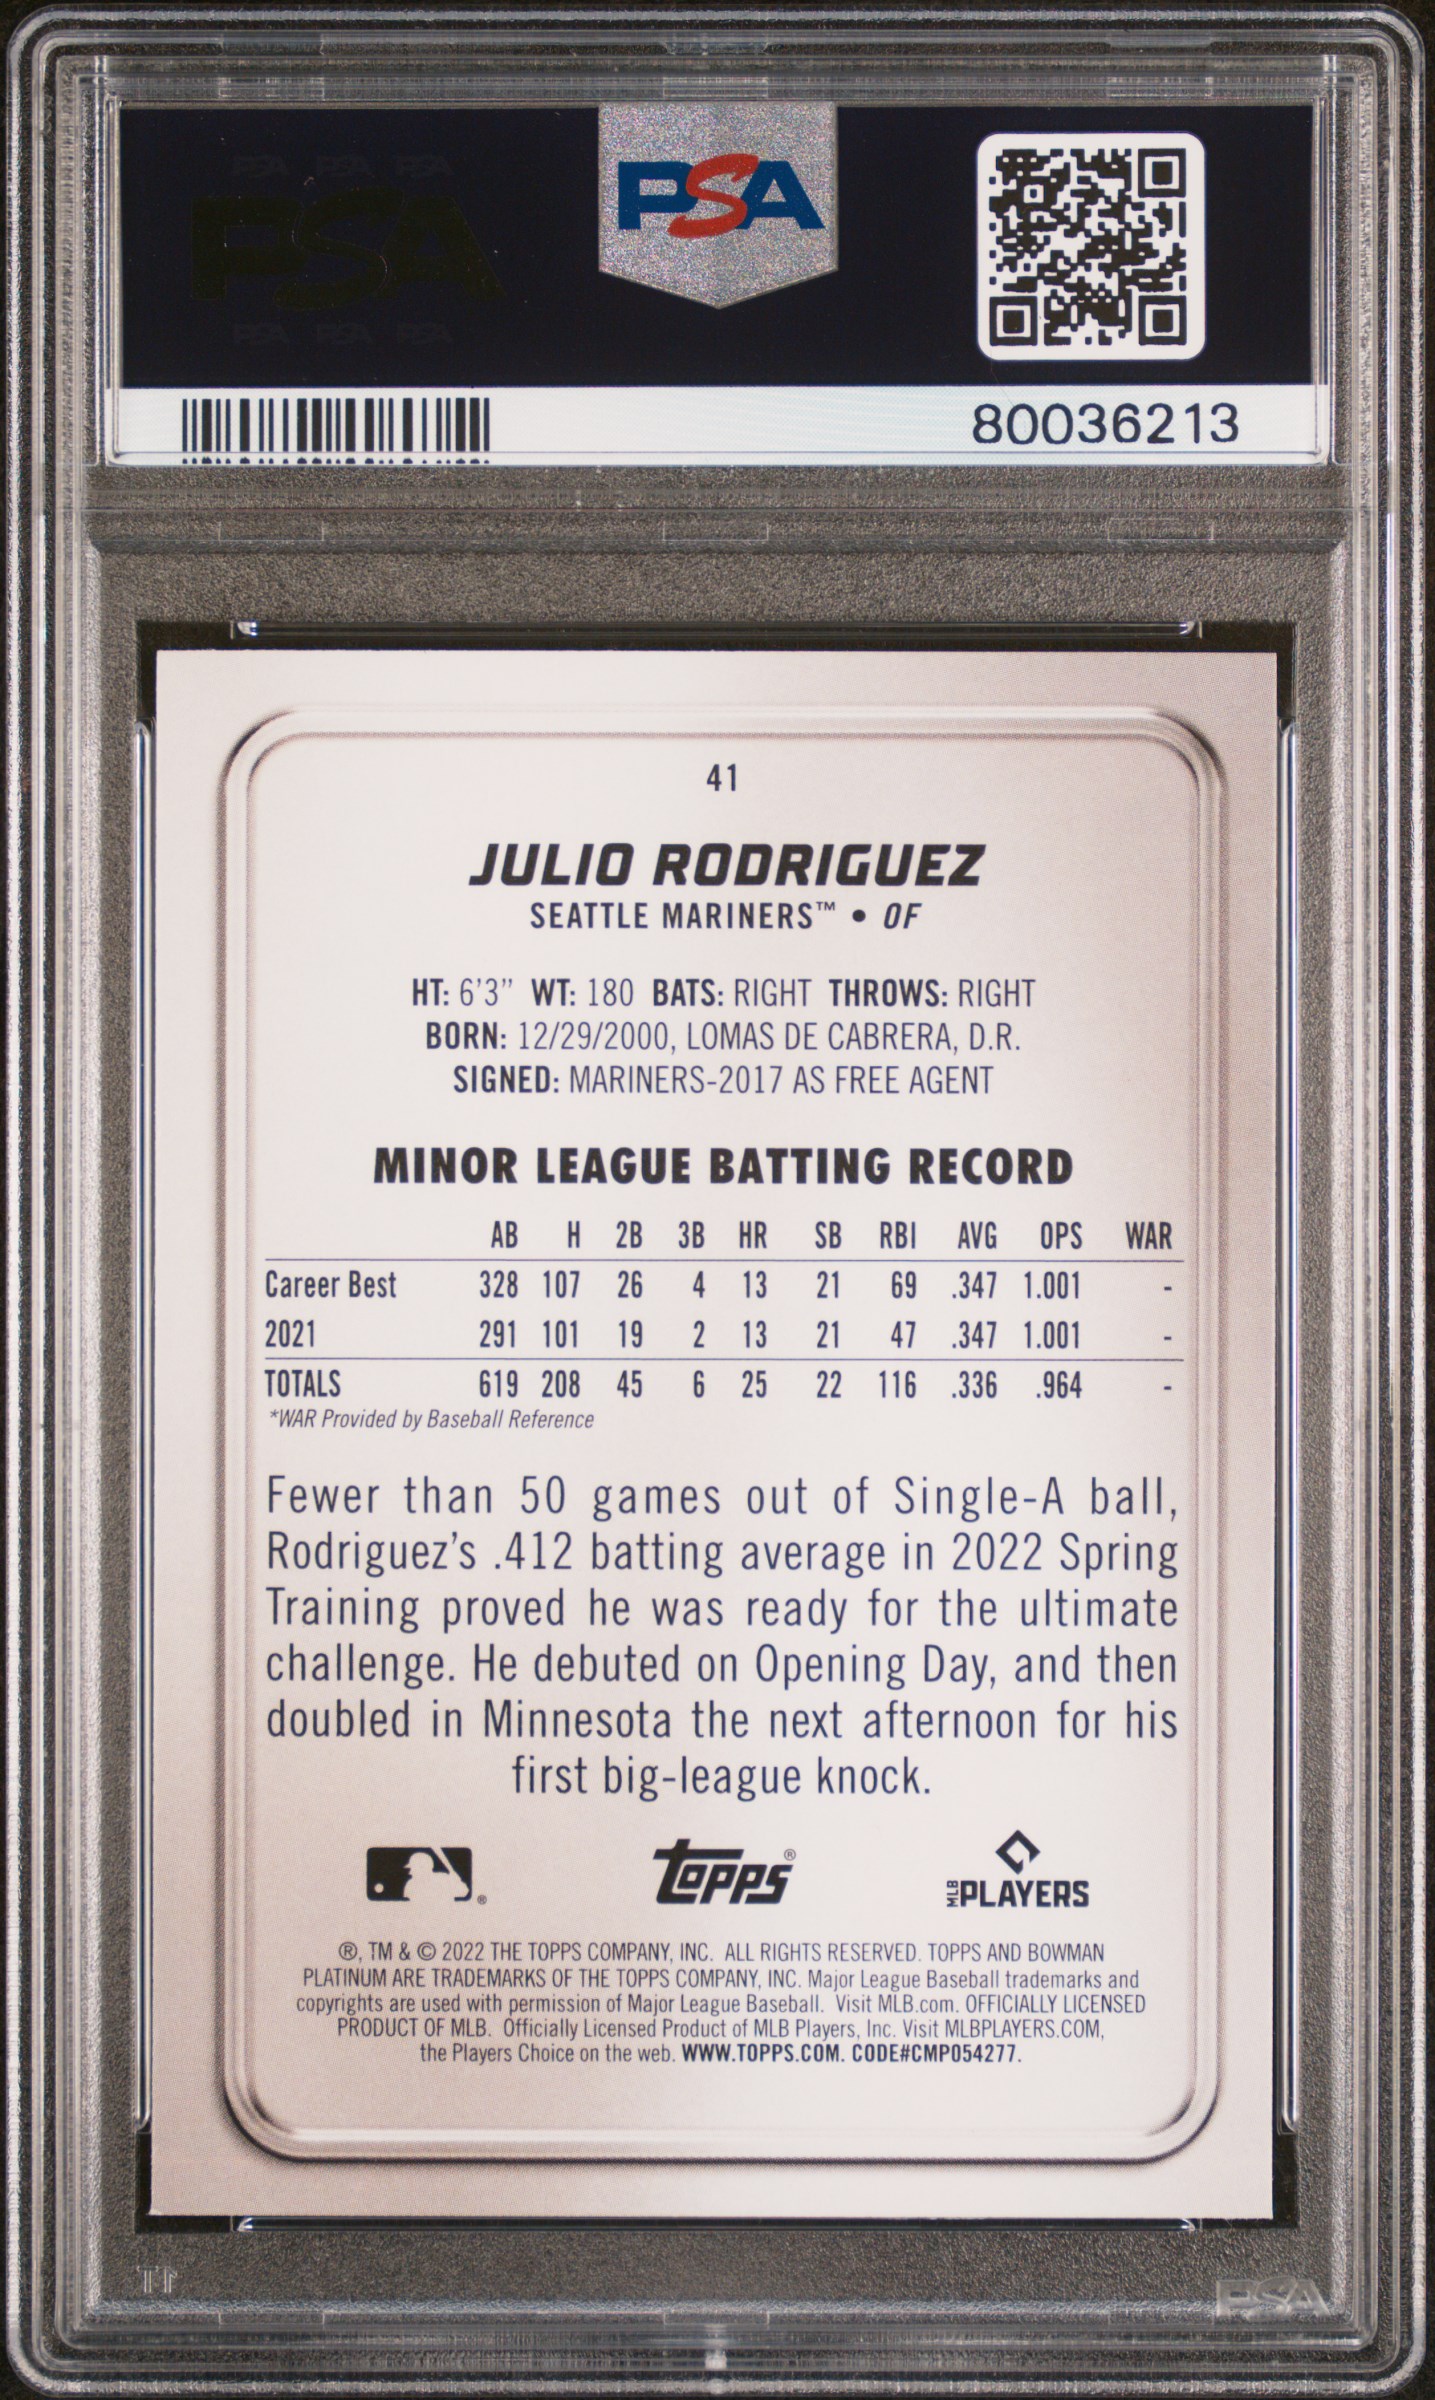 PSA PSA PSA
PSA
PSA PSA PSA
PSA
80036213
41
JULIO RODRIGUEZ
SEATTLE MARINERS™ • OF
HT: 6'3" WT: 180 BATS: RIGHT THROWS: RIGHT
BORN: 12/29/2000, LOMAS DE CABRERA, D.R.
SIGNED: MARINERS-2017 AS FREE AGENT
MINOR LEAGUE BATTING RECORD
AB H 2B 3B HR SB RBI AVG OPS WAR
Career Best 328 107 26 4 13 21 69 .347 1.001 -
2021 291 101 19 2 13 21 47 .347 1.001 -
TOTALS 619 208 45 6 25 22 116 .336 .964 -
*WAR Provided by Baseball Reference
Fewer than 50 games out of Single-A ball,
Rodriguez's .412 batting average in 2022 Spring
Training proved he was ready for the ultimate
challenge. He debuted on Opening Day, and then
doubled in Minnesota the next afternoon for his
first big-league knock.
® topps® MLB PLAYERS
®, TM & © 2022 THE TOPPS COMPANY, INC. ALL RIGHTS RESERVED. TOPPS AND BOWMAN
PLATINUM ARE TRADEMARKS OF THE TOPPS COMPANY, INC. Major League Baseball trademarks and
copyrights are used with permission of Major League Baseball. Visit MLB.com. OFFICIALLY LICENSED
PRODUCT OF MLB. Officially Licensed Product of MLB Players, Inc. Visit MLBPLAYERS.COM,
the Players Choice on the web. WWW.TOPPS.COM. CODE#CMP054277.
PSA